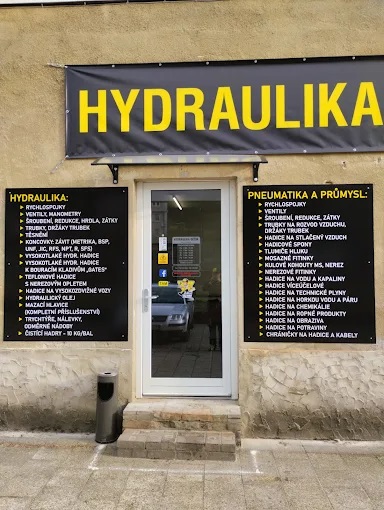 HYDRAULIKA
HYDRAULIKA:
RYCHLOSPOJKY
VENTILY, MANOMETRY
ŠROUBENÍ, REDUKCE, HRDLA, ZÁTKY
TRUBKY, DRŽÁKY TRUBEK
TĚSNĚNÍ
KONCOVKY: ZÁVIT (METRIKA, BSP,
UNF, JIC, RFS, NPT, R, SFS)
VYSOKOTLAKÉ HYDR. HADICE
VYSOKOTLAKÉ HYDR. HADICE
K BOURACÍM KLADIVŮM „GATES"
TEFLONOVÉ HADICE
S NEREZOVÝM OPLETEM
HADICE NA VYSOKOZDVIŽNÉ VOZY
HYDRAULICKÝ OLEJ
MAZACÍ HLAVICE
(KOMPLETNÍ PŘÍSLUŠENSTVÍ)
TRYCHTÝŘE, NÁLEVKY,
ODMĚRNÉ NÁDOBY
ČISTÍCÍ HADRY – 10 KG/BAL
PNEUMATIKA A PRŮMYSL:
RYCHLOSPOJKY
VENTILY
ŠROUBENÍ, REDUKCE, ZÁTKY
TRUBKY NA ROZVOD VZDUCHU,
DRŽÁKY TRUBEK
HADICE NA STLAČENÝ VZDUCH
HADICOVÉ SPONY
TLUMIČE HLUKU
MOSAZNÉ FITINKY
KULOVÉ KOHOUTY MS, NEREZ
NEREZOVÉ FITINKY
HADICE NA VODU A KAPALINY
HADICE VÍCEÚČELOVÉ
HADICE NA TECHNICKÉ PLYNY
HADICE NA HORKOU VODU A PÁRU
HADICE NA CHEMIKÁLIE
HADICE NA ROPNÉ PRODUKTY
HADICE NA OBRAZIVA
HADICE NA POTRAVINY
CHRÁNIČKY NA HADICE A KABELY